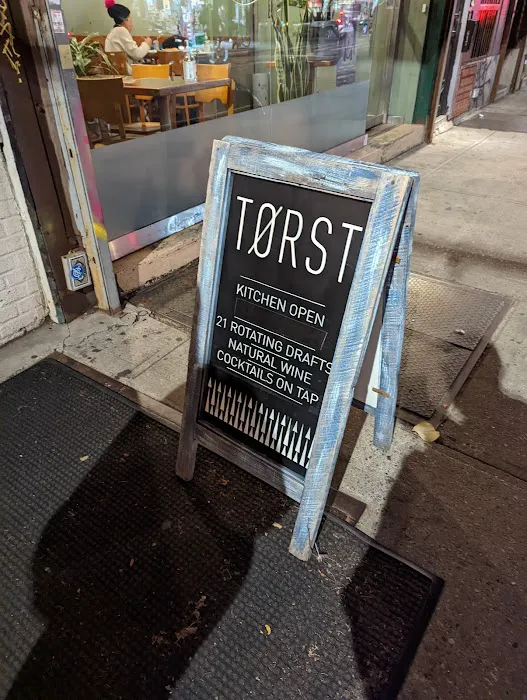 TØRST
KITCHEN OPEN
21 ROTATING DRAFTS
NATURAL WINE
COCKTAILS ON TAP